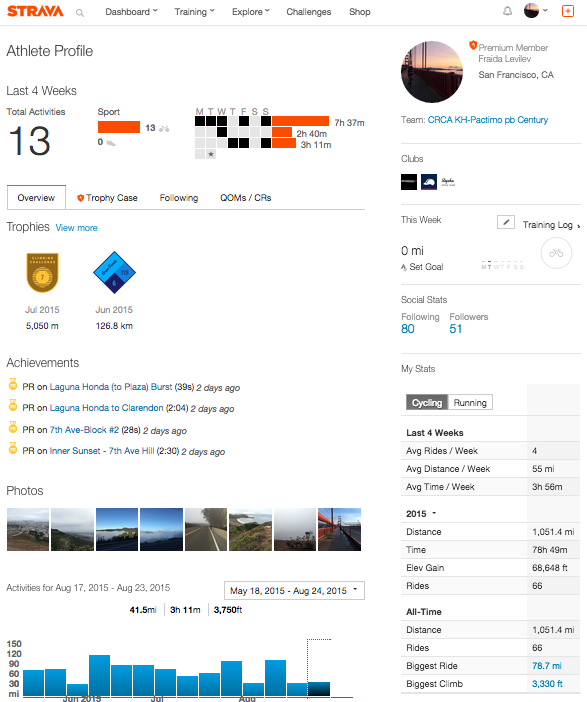 STRAVA Dashboard Training Explore Challenges Shop
Athlete Profile
Last 4 Weeks
Total Activities
13
Sport
13
0
M T W T F S S
7h 37m
2h 40m
3h 11m
Overview Trophy Case Following QOMs / CRs
Trophies View more
Jul 2015 Jun 2015
5,050 m 126.8 km
Achievements
PR on Laguna Honda (to Plaza) Burst (39s) 2 days ago
PR on Laguna Honda to Clarendon (2:04) 2 days ago
PR on 7th Ave-Block #2 (28s) 2 days ago
PR on Inner Sunset - 7th Ave Hill (2:30) 2 days ago
Photos
Activities for Aug 17, 2015 - Aug 23, 2015
May 18, 2015 - Aug 24, 2015
41.5mi 3h 11m 3,750ft
150
120
90
60
30
mi
Jun 2015 Jul Aug
Premium Member
Fraida Levilev
San Francisco, CA
Team: CRCA KH-Pactimo pb Century
Clubs
This Week Training Log
0 mi
Set Goal
M T W T F S S
Social Stats
Following Followers
80 51
My Stats
Cycling Running
Last 4 Weeks
Avg Rides / Week 4
Avg Distance / Week 55 mi
Avg Time / Week 3h 56m
2015
Distance 1,051.4 mi
Time 78h 49m
Elev Gain 68,648 ft
Rides 66
All-Time
Distance 1,051.4 mi
Rides 66
Biggest Ride 78.7 mi
Biggest Climb 3,330 ft